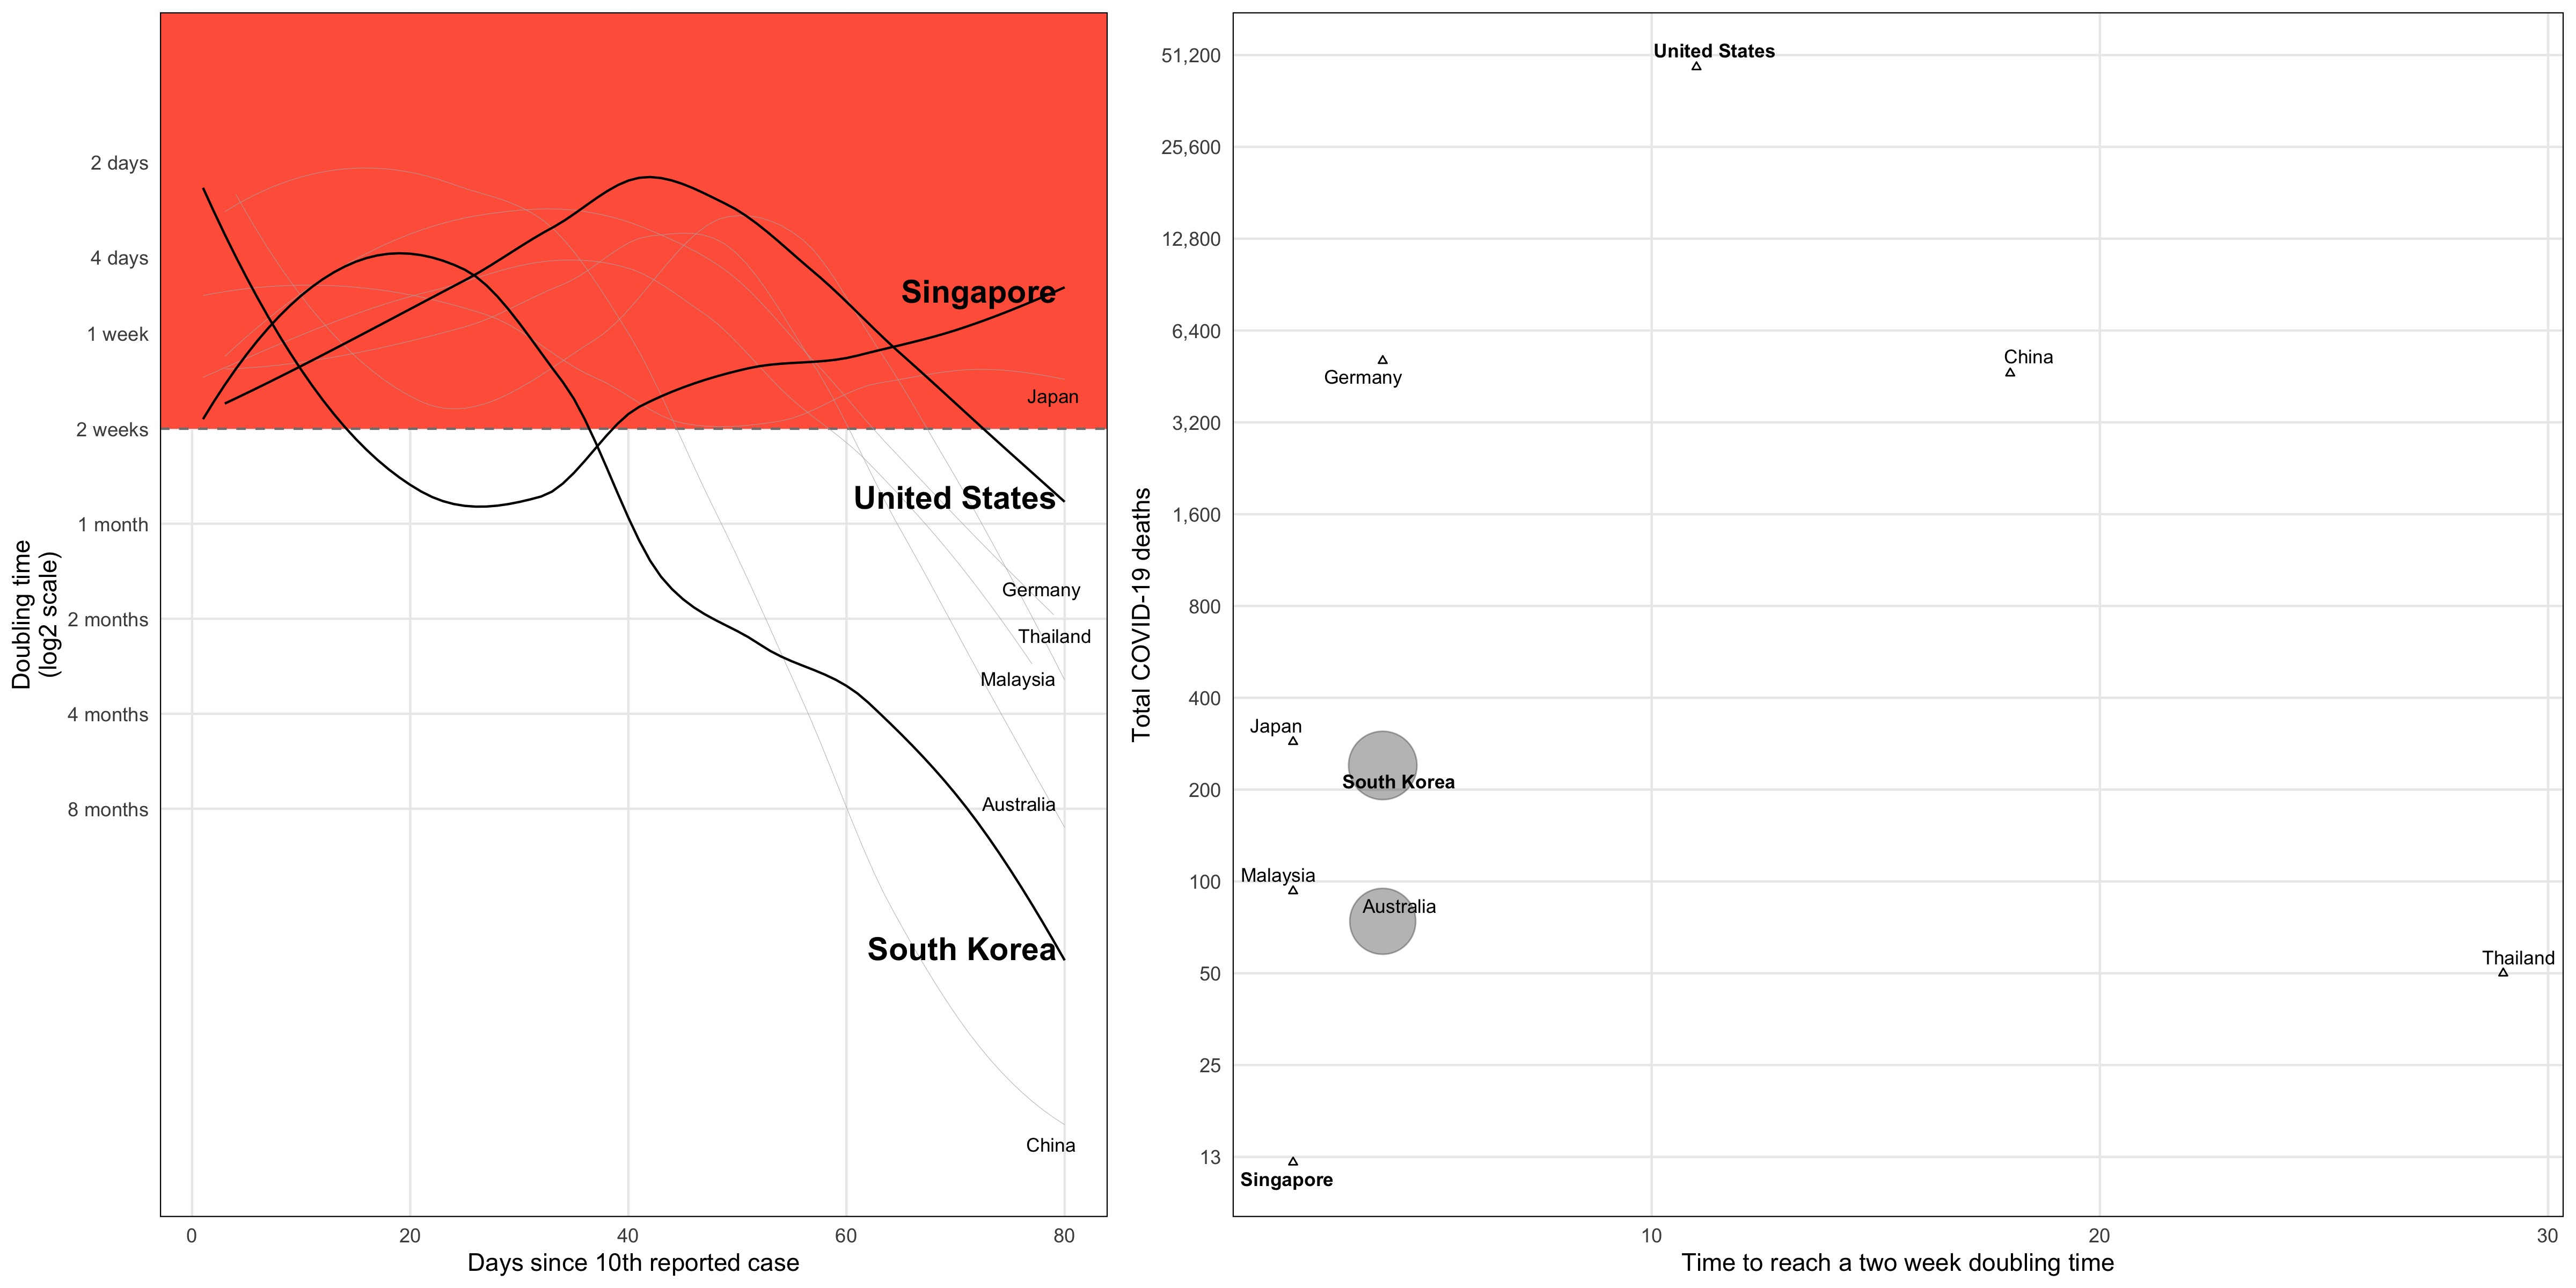 2 days
4 days
1 week
2 weeks
1 month
2 months
4 months
8 months
Doubling time
(log2 scale)
Singapore
Japan
United States
Germany
Thailand
Malaysia
Australia
South Korea
China
0 20 40 60 80
Days since 10th reported case
51,200
25,600
12,800
6,400
3,200
1,600
800
400
200
100
50
25
13
Total COVID-19 deaths
United States
China
Germany
Japan
South Korea
Malaysia
Australia
Thailand
Singapore
10 20 30
Time to reach a two week doubling time